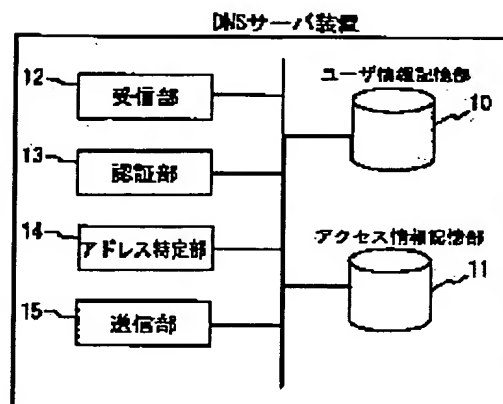 DNSサーバ装置
12
受信部
ユーザ情報記憶部
10
13
認証部
14
アドレス特定部
アクセス情報記憶部
11
15
送信部